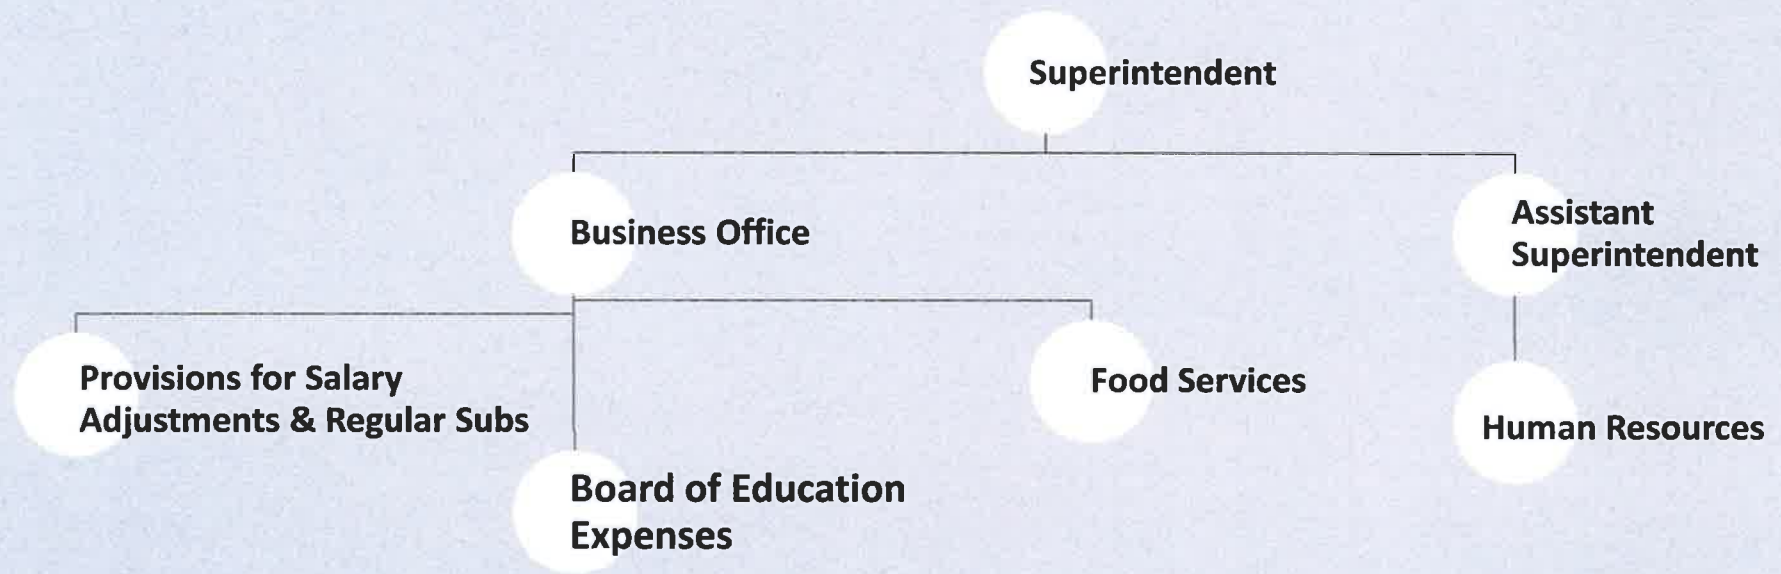 Superintendent
Business Office
Assistant
Superintendent
Provisions for Salary
Adjustments & Regular Subs
Food Services
Human Resources
Board of Education
Expenses